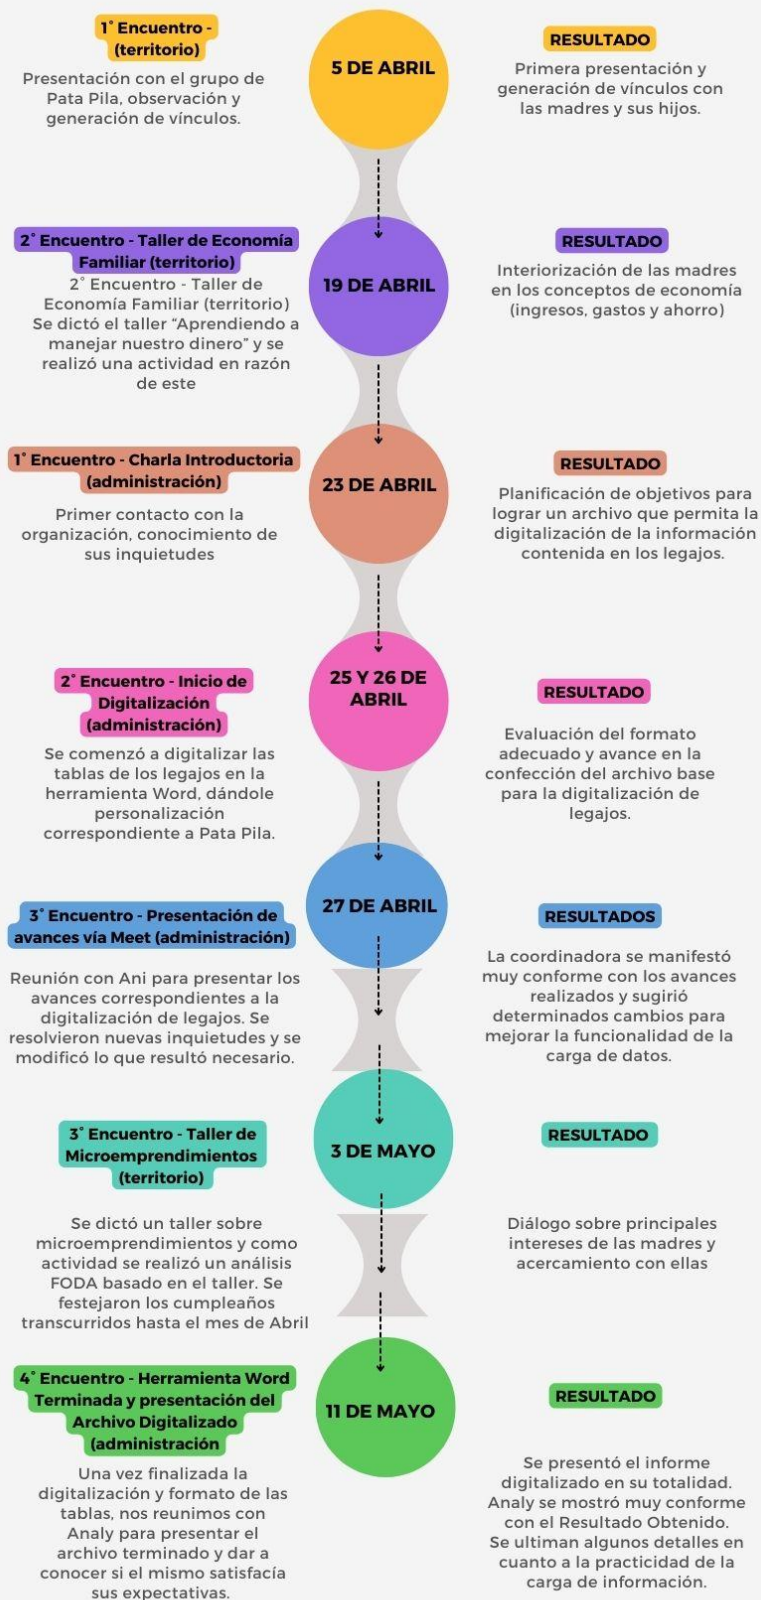 1° Encuentro -
(territorio)
Presentación con el grupo de
Pata Pila, observación y
generación de vínculos.
5 DE ABRIL
RESULTADO
Primera presentación y
generación de vínculos con
las madres y sus hijos.
2° Encuentro - Taller de Economía
Familiar (territorio)
2° Encuentro - Taller de
Economía Familiar (territorio)
Se dictó el taller “Aprendiendo a
manejar nuestro dinero” y se
realizó una actividad en razón
de este
19 DE ABRIL
RESULTADO
Interiorización de las madres
en los conceptos de economía
(ingresos, gastos y ahorro)
1° Encuentro - Charla Introductoria
(administración)
Primer contacto con la
organización, conocimiento de
sus inquietudes
23 DE ABRIL
RESULTADO
Planificación de objetivos para
lograr un archivo que permita la
digitalización de la información
contenida en los legajos.
2° Encuentro - Inicio de
Digitalización
(administración)
Se comenzó a digitalizar las
tablas de los legajos en la
herramienta Word, dándole
personalización
correspondiente a Pata Pila.
25 Y 26 DE
ABRIL
RESULTADO
Evaluación del formato
adecuado y avance en la
confección del archivo base
para la digitalización de
legajos.
3° Encuentro - Presentación de
avances vía Meet (administración)
Reunión con Ani para presentar los
avances correspondientes a la
digitalización de legajos. Se
resolvieron nuevas inquietudes y se
modificó lo que resultó necesario.
27 DE ABRIL
RESULTADOS
La coordinadora se manifestó
muy conforme con los avances
realizados y sugirió
determinados cambios para
mejorar la funcionalidad de la
carga de datos.
3° Encuentro - Taller de
Microemprendimientos
(territorio)
Se dictó un taller sobre
microemprendimientos y como
actividad se realizó un análisis
FODA basado en el taller. Se
festejaron los cumpleaños
transcurridos hasta el mes de Abril
3 DE MAYO
RESULTADO
Diálogo sobre principales
intereses de las madres y
acercamiento con ellas
4° Encuentro - Herramienta Word
Terminada y presentación del
Archivo Digitalizado
(administración
Una vez finalizada la
digitalización y formato de las
tablas, nos reunimos con
Analy para presentar el
archivo terminado y dar a
conocer si el mismo satisfacía
sus expectativas.
11 DE MAYO
RESULTADO
Se presentó el informe
digitalizado en su totalidad.
Analy se mostró muy conforme
con el Resultado Obtenido.
Se ultiman algunos detalles en
cuanto a la practicidad de la
carga de información.